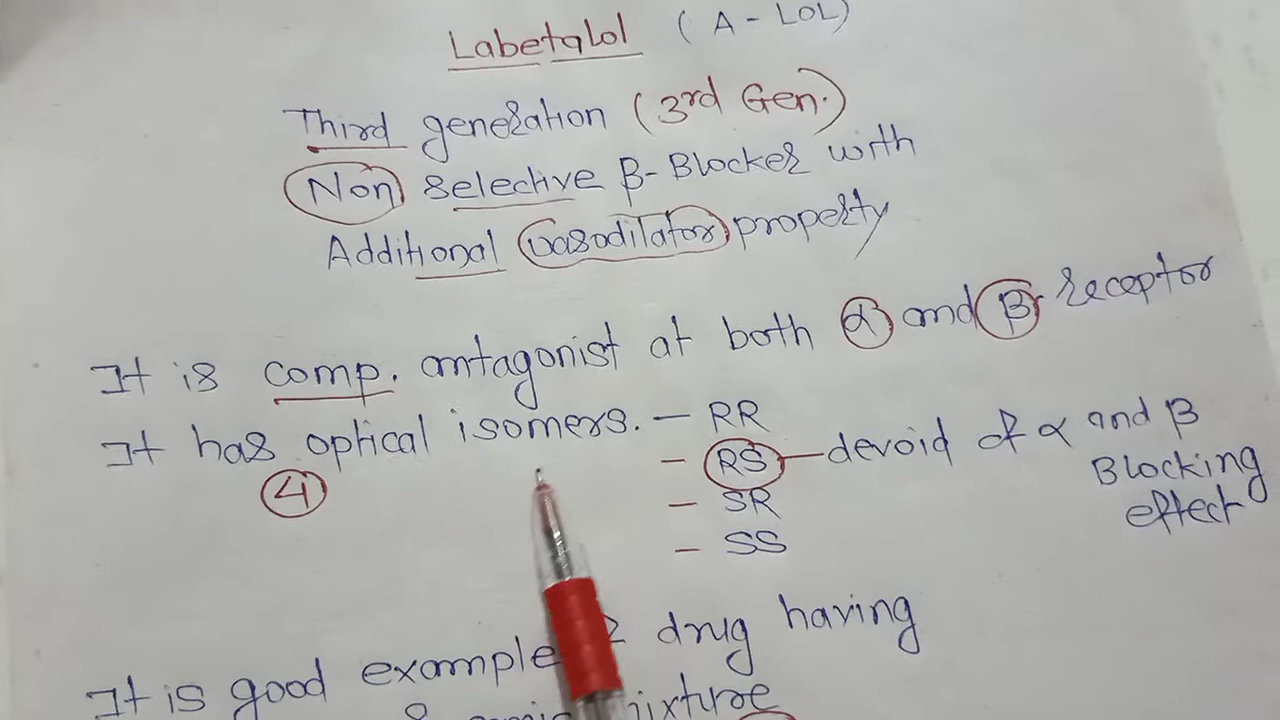 Labetalol (A-LOL)
Third generation (3rd Gen.)
Non selective β-Blocker with
Additional vasodilator property
It is comp. antagonist at both α and β receptor
It has optical isomers. — RR
4
- RS — devoid of α and β
Blocking
effect
- SR
- SS
It is good example drug having
mixture